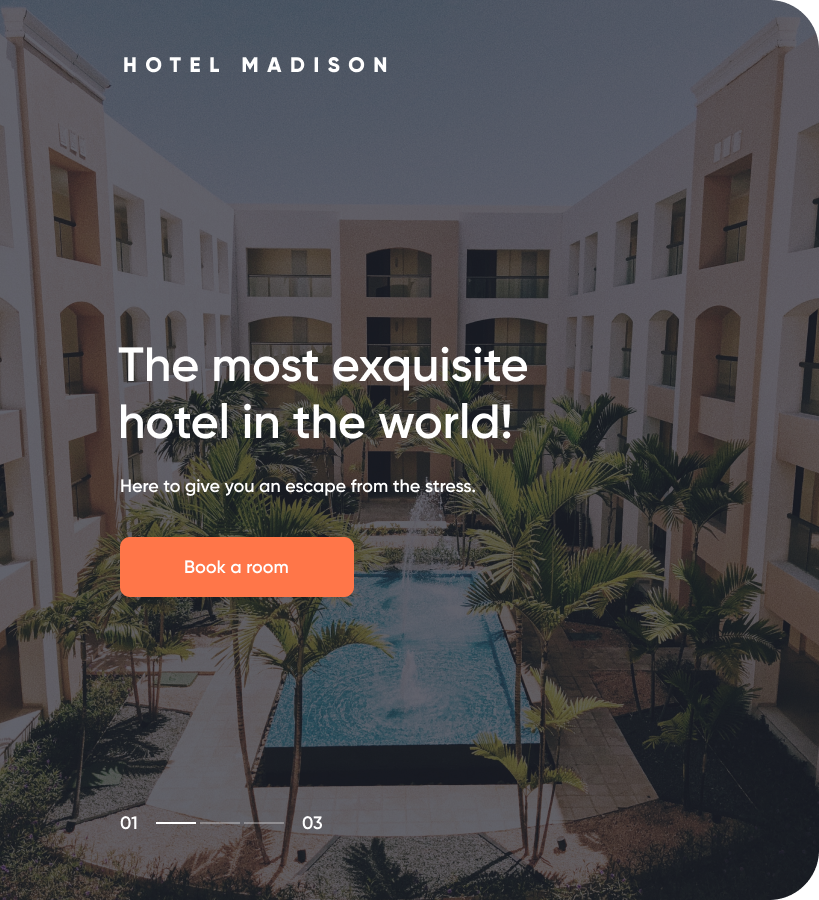 HOTEL MADISON
The most exquisite
hotel in the world!
Here to give you an escape from the stress.
Book a room
01 03